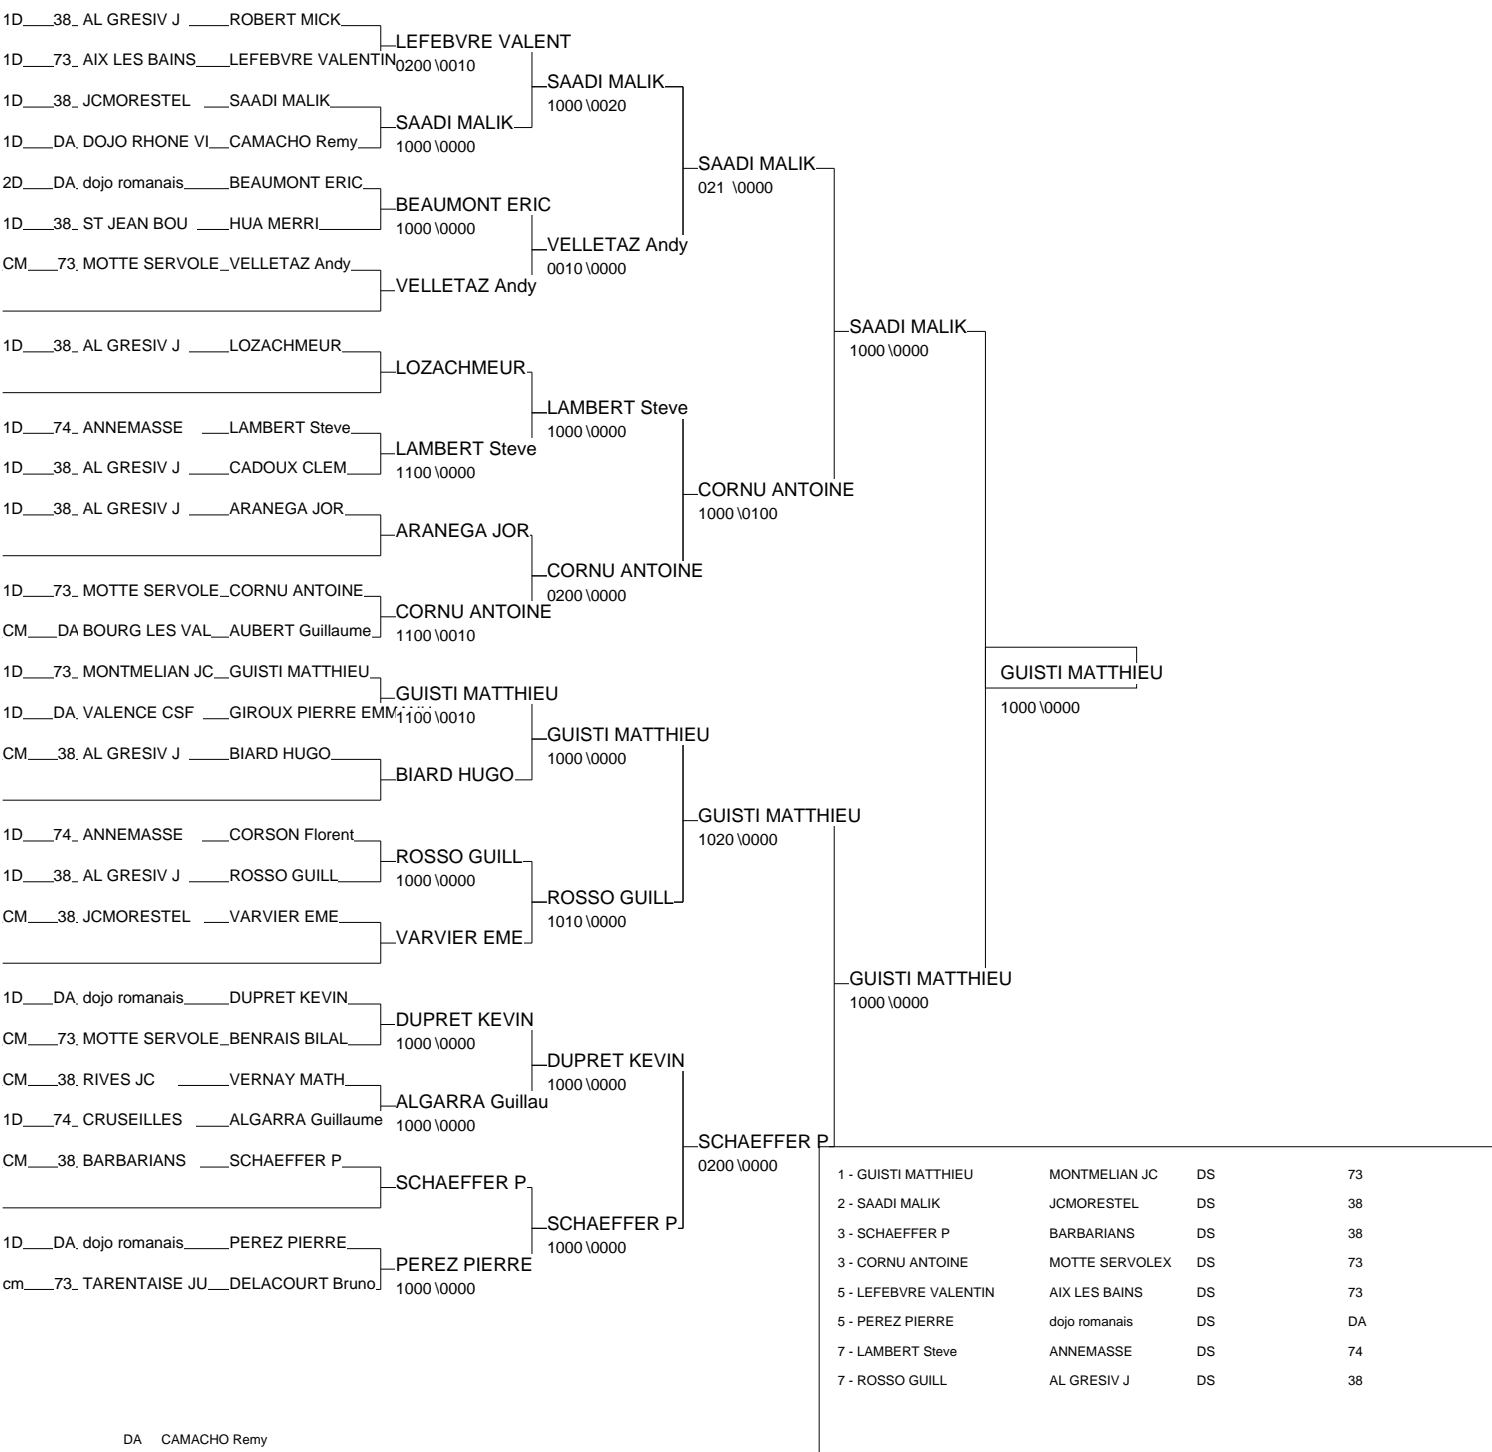 1D 38 AL GRESIV J ROBERT MICK
LEFEBVRE VALENT
1D 73 AIX LES BAINS LEFEBVRE VALENTIN
0200 \0010
SAADI MALIK
1000 \0020
1D 38 JCMORESTEL SAADI MALIK
SAADI MALIK
1000 \0000
1D DA DOJO RHONE VI CAMACHO Remy
SAADI MALIK
021 \0000
2D DA dojo romanais BEAUMONT ERIC
BEAUMONT ERIC
1000 \0000
1D 38 ST JEAN BOU HUA MERRI
VELLETAZ Andy
0010 \0000
CM 73 MOTTE SERVOLE VELLETAZ Andy
VELLETAZ Andy
SAADI MALIK
1000 \0000
1D 38 AL GRESIV J LOZACHMEUR
LOZACHMEUR
LAMBERT Steve
1000 \0000
1D 74 ANNEMASSE LAMBERT Steve
LAMBERT Steve
1100 \0000
1D 38 AL GRESIV J CADOUX CLEM
CORNU ANTOINE
1000 \0100
1D 38 AL GRESIV J ARANEGA JOR
ARANEGA JOR
CORNU ANTOINE
0200 \0000
1D 73 MOTTE SERVOLE CORNU ANTOINE
CORNU ANTOINE
1100 \0010
CM DA BOURG LES VAL AUBERT Guillaume
GUISTI MATTHIEU
1000 \0000
1D 73 MONTMELIAN JC GUISTI MATTHIEU
GUISTI MATTHIEU
1100 \0010
1D DA VALENCE CSF GIROUX PIERRE
GUISTI MATTHIEU
1000 \0000
CM 38 AL GRESIV J BIARD HUGO
BIARD HUGO
GUISTI MATTHIEU
1020 \0000
1D 74 ANNEMASSE CORSON Florent
ROSSO GUILL
1000 \0000
1D 38 AL GRESIV J ROSSO GUILL
ROSSO GUILL
1010 \0000
CM 38 JCMORESTEL VARVIER EME
VARVIER EME
GUISTI MATTHIEU
1000 \0000
1D DA dojo romanais DUPRET KEVIN
DUPRET KEVIN
1000 \0000
CM 73 MOTTE SERVOLE BENRAIS BILAL
DUPRET KEVIN
1000 \0000
CM 38 RIVES JC VERNAY MATH
ALGARRA Guillau
1000 \0000
1D 74 CRUSEILLES ALGARRA Guillaume
SCHAEFFER P
0200 \0000
CM 38 BARBARIANS SCHAEFFER P
SCHAEFFER P
SCHAEFFER P
1000 \0000
1D DA dojo romanais PEREZ PIERRE
PEREZ PIERRE
1000 \0000
cm 73 TARENTAISE JU DELACOURT Bruno
1 - GUISTI MATTHIEU MONTMELIAN JC DS 73
2 - SAADI MALIK JCMORESTEL DS 38
3 - SCHAEFFER P BARBARIANS DS 38
3 - CORNU ANTOINE MOTTE SERVOLEX DS 73
5 - LEFEBVRE VALENTIN AIX LES BAINS DS 73
5 - PEREZ PIERRE dojo romanais DS DA
7 - LAMBERT Steve ANNEMASSE DS 74
7 - ROSSO GUILL AL GRESIV J DS 38
DA CAMACHO Remy